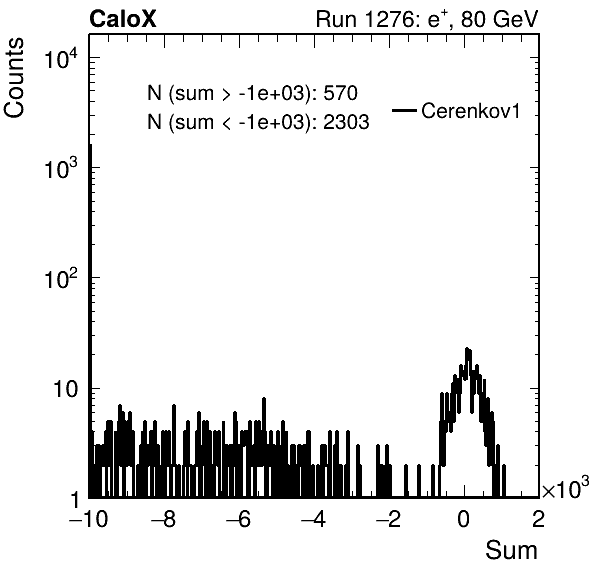 CaloX Run 1276: e⁺, 80 GeV
Counts
N (sum > -1e+03): 570
N (sum < -1e+03): 2303
Cerenkov1
10⁴
10³
10²
10
1
−10 −8 −6 −4 −2 0 2
×10³
Sum